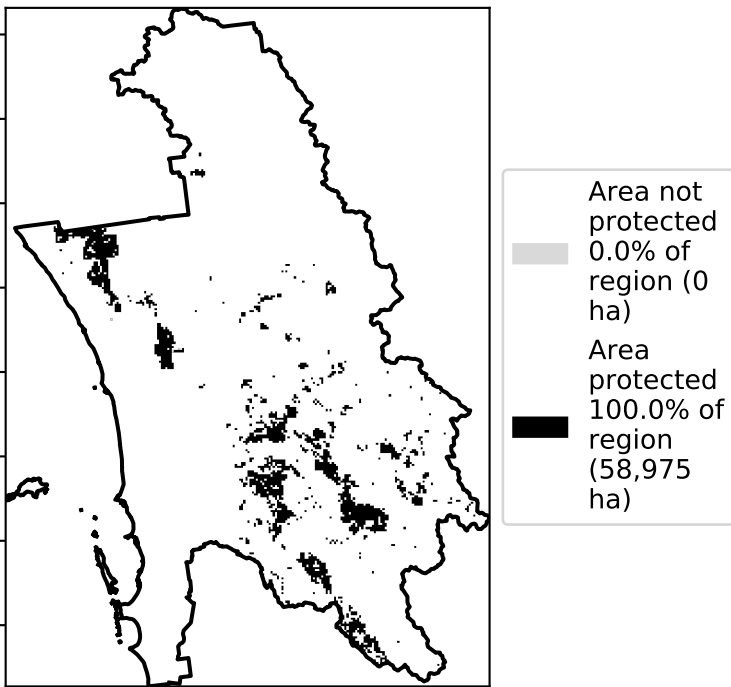 Area not
protected
0.0% of
region (0
ha)
Area
protected
100.0% of
region
(58,975
ha)